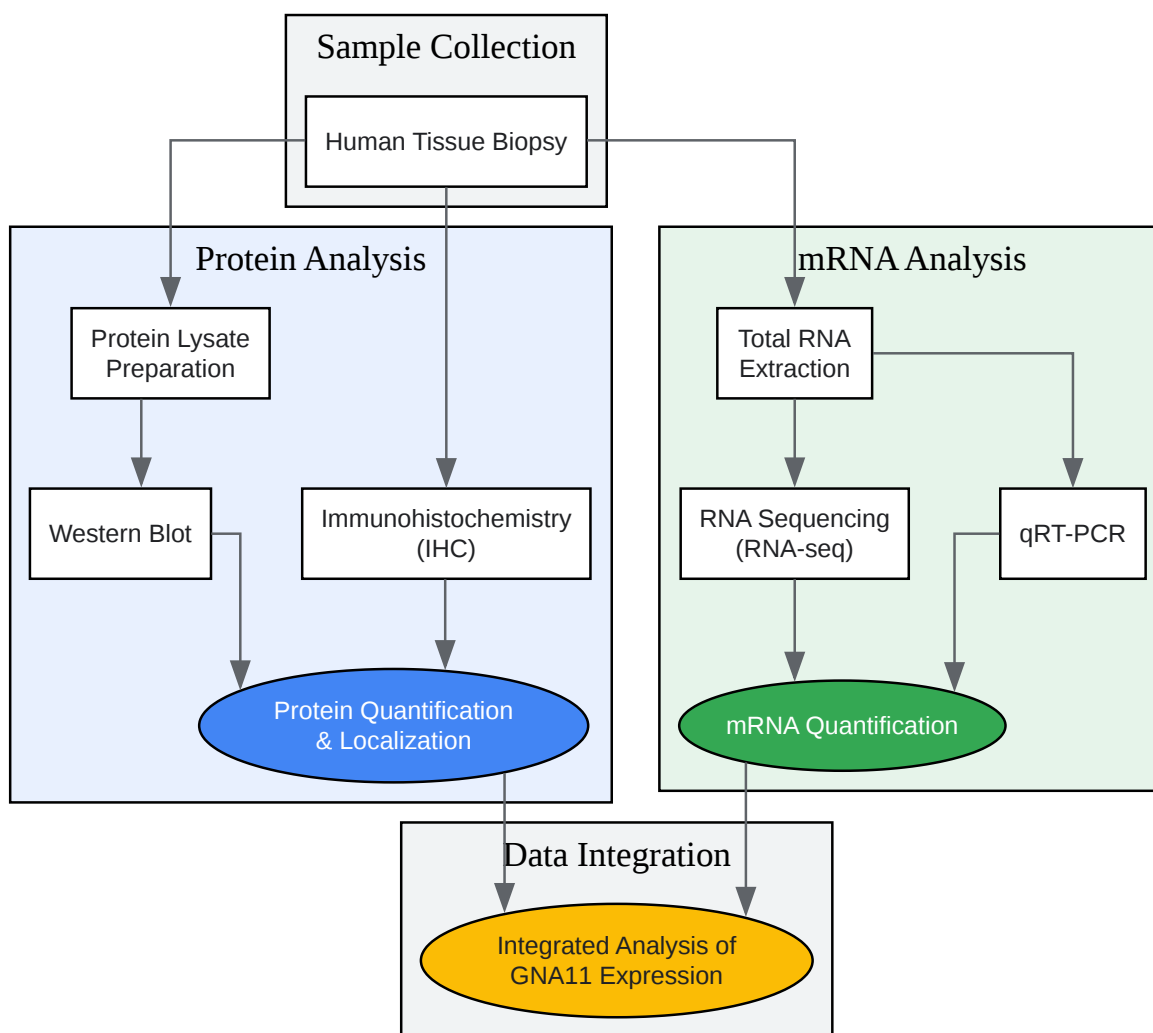 Sample Collection
Human Tissue Biopsy
Protein Analysis
Protein Lysate
Preparation
Western Blot
Immunohistochemistry
(IHC)
Protein Quantification
& Localization
mRNA Analysis
Total RNA
Extraction
RNA Sequencing
(RNA-seq)
qRT-PCR
mRNA Quantification
Data Integration
Integrated Analysis of
GNA11 Expression